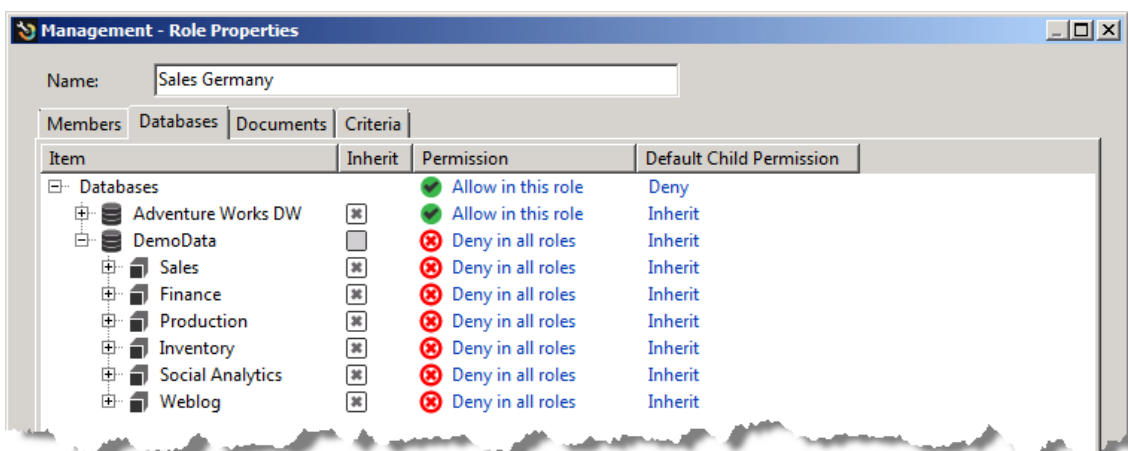 Management - Role Properties
Name: Sales Germany
Members Databases Documents Criteria
Item Inherit Permission Default Child Permission
Databases Allow in this role Deny
Adventure Works DW Allow in this role Inherit
DemoData Deny in all roles Inherit
Sales Deny in all roles Inherit
Finance Deny in all roles Inherit
Production Deny in all roles Inherit
Inventory Deny in all roles Inherit
Social Analytics Deny in all roles Inherit
Weblog Deny in all roles Inherit